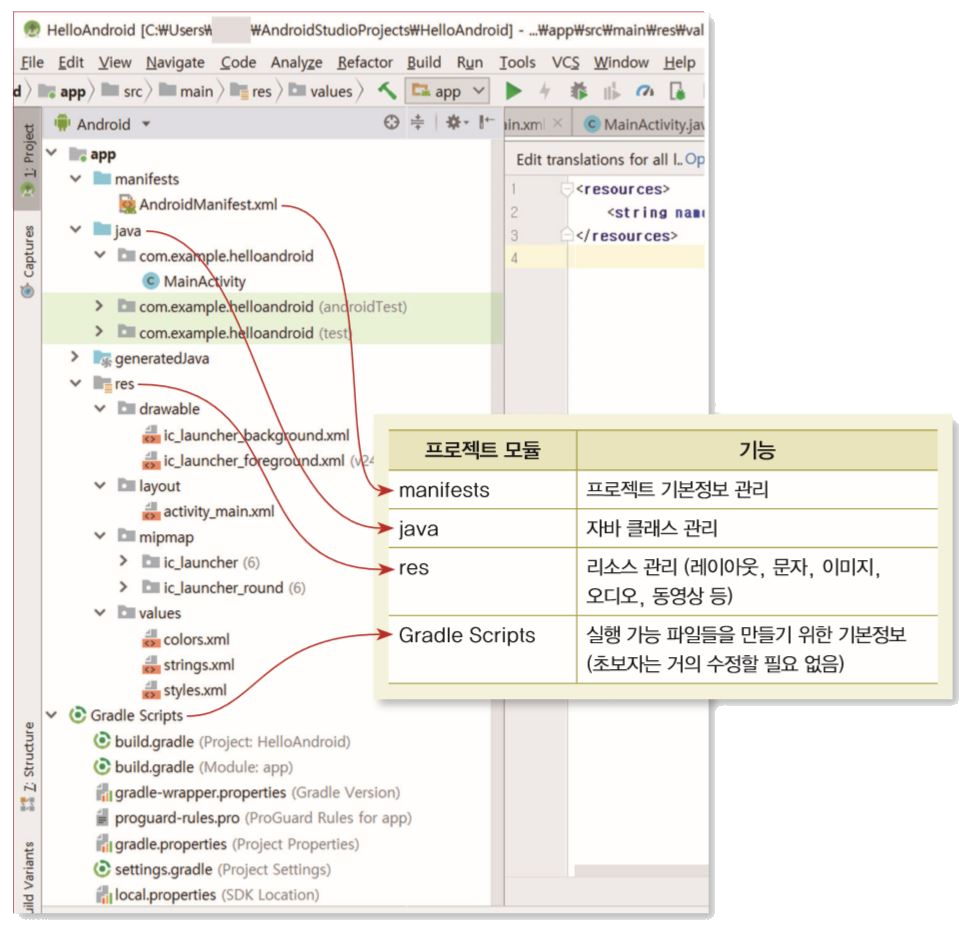 HelloAndroid [C:₩Users₩ ₩AndroidStudioProjects₩HelloAndroid] - ...₩app₩src₩main₩res₩val
File Edit View Navigate Code Analyze Refactor Build Run Tools VCS Window Help
d app src main res values app
1: Project
Captures
Z: Structure
ild Variants
Android
in.xml MainActivity.jav
app
manifests
AndroidManifest.xml
java
com.example.helloandroid
MainActivity
com.example.helloandroid (androidTest)
com.example.helloandroid (test)
generatedJava
res
drawable
ic_launcher_background.xml
ic_launcher_foreground.xml (v24
layout
activity_main.xml
mipmap
ic_launcher (6)
ic_launcher_round (6)
values
colors.xml
strings.xml
styles.xml
Gradle Scripts
build.gradle (Project: HelloAndroid)
build.gradle (Module: app)
gradle-wrapper.properties (Gradle Version)
proguard-rules.pro (ProGuard Rules for app)
gradle.properties (Project Properties)
settings.gradle (Project Settings)
local.properties (SDK Location)
Edit translations for all l.. Op
1 <resources>
2 <string nam
3 </resources>
4
프로젝트 모듈 기능
manifests 프로젝트 기본정보 관리
java 자바 클래스 관리
res 리소스 관리 (레이아웃, 문자, 이미지,
오디오, 동영상 등)
Gradle Scripts 실행 가능 파일들을 만들기 위한 기본정보
(초보자는 거의 수정할 필요 없음)